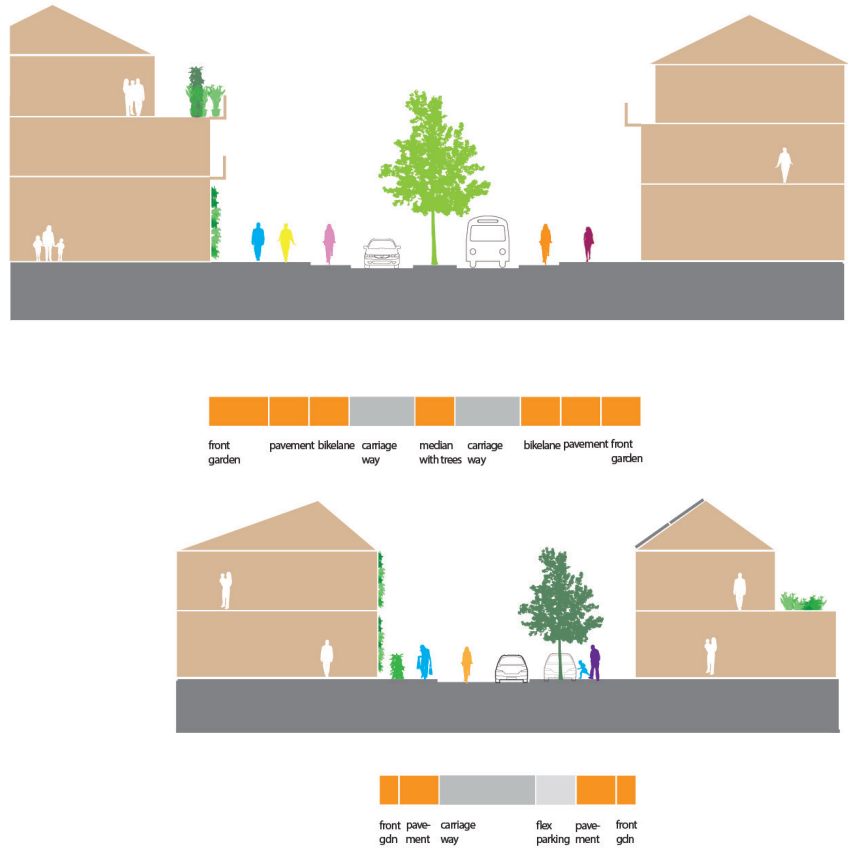 front pavement bikelane carriage median carriage bikelane pavement front
garden way with trees way garden
front pave- carriage flex pave- front
gdn ment way parking ment gdn